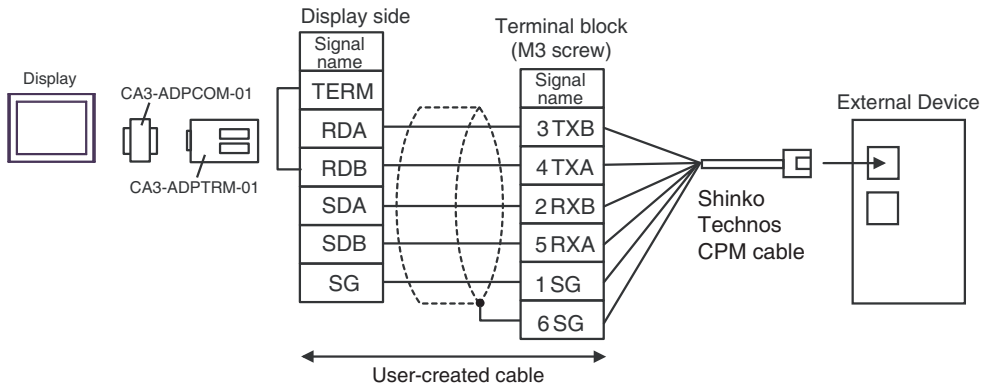 Display side
Terminal block
(M3 screw)
Display
CA3-ADPCOM-01
CA3-ADPTRM-01
Signal
name
TERM
RDA
RDB
SDA
SDB
SG
Signal
name
3 TXB
4 TXA
2 RXB
5 RXA
1 SG
6 SG
Shinko
Technos
CPM cable
External Device
User-created cable